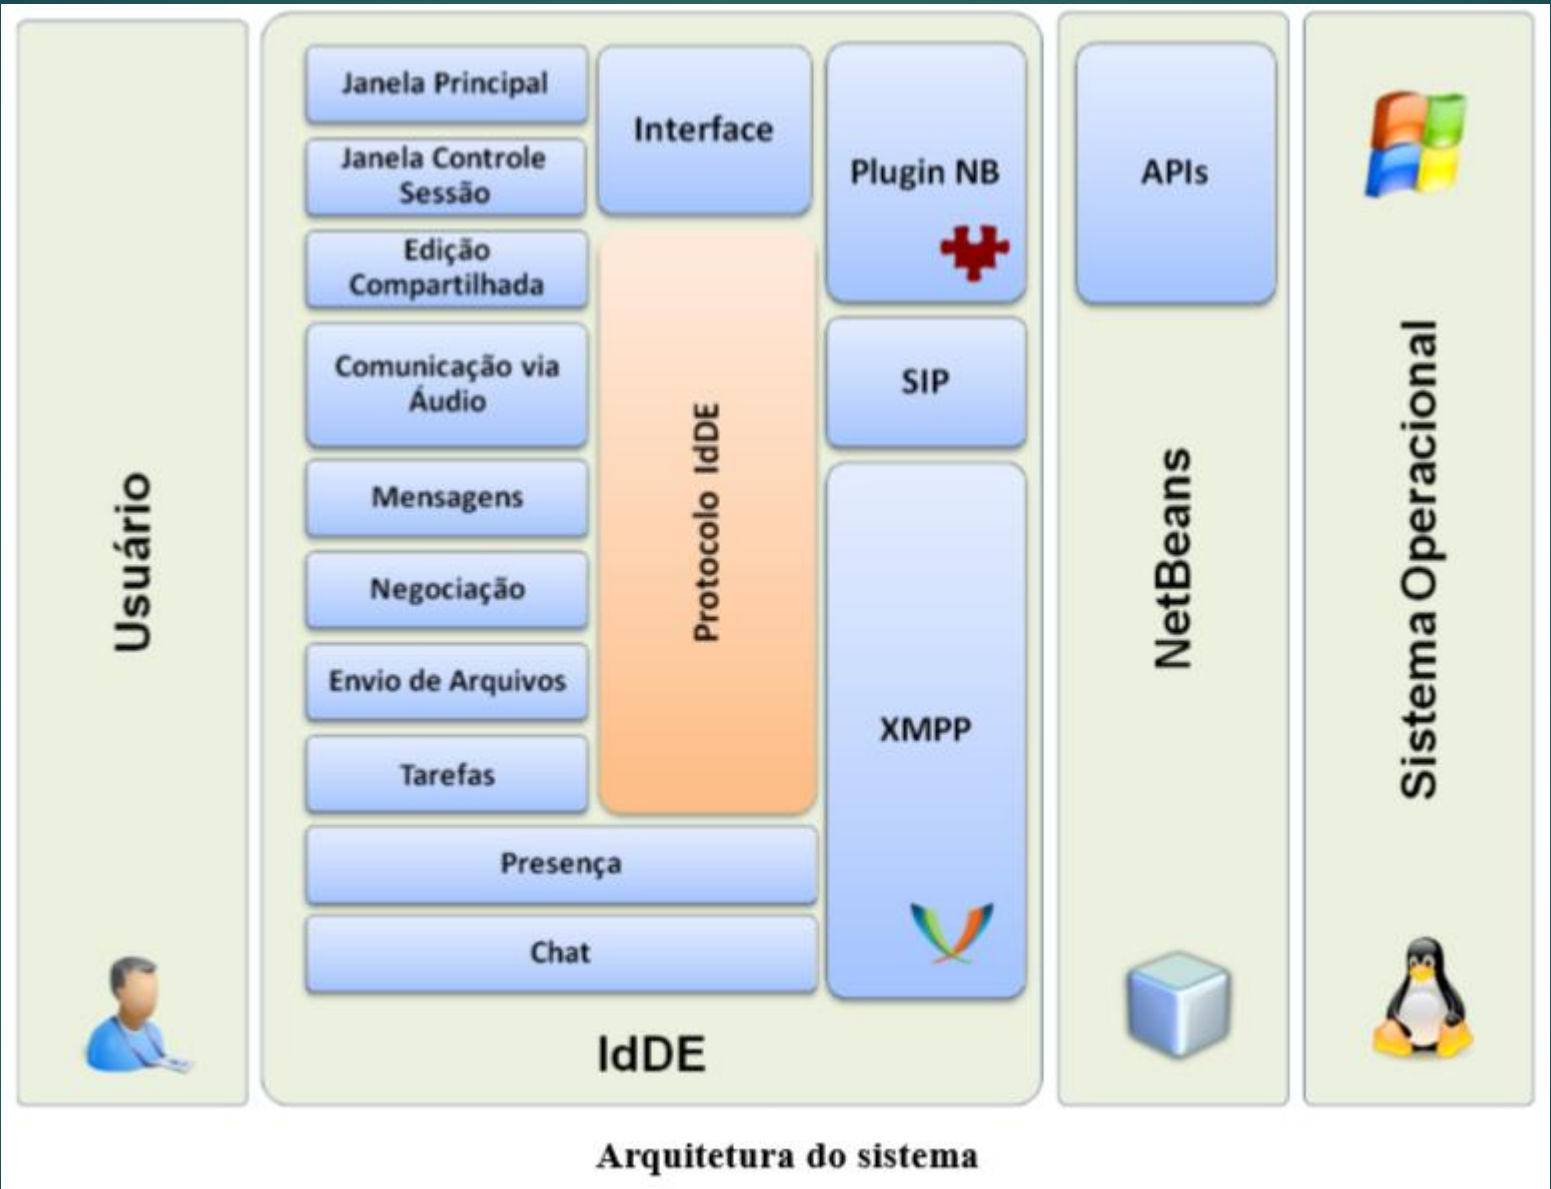 Usuário
Janela Principal
Janela Controle
Sessão
Edição
Compartilhada
Comunicação via
Áudio
Mensagens
Negociação
Envio de Arquivos
Tarefas
Presença
Chat
Interface
Protocolo IdDE
Plugin NB
SIP
XMPP
IdDE
APIs
NetBeans
Sistema Operacional
Arquitetura do sistema